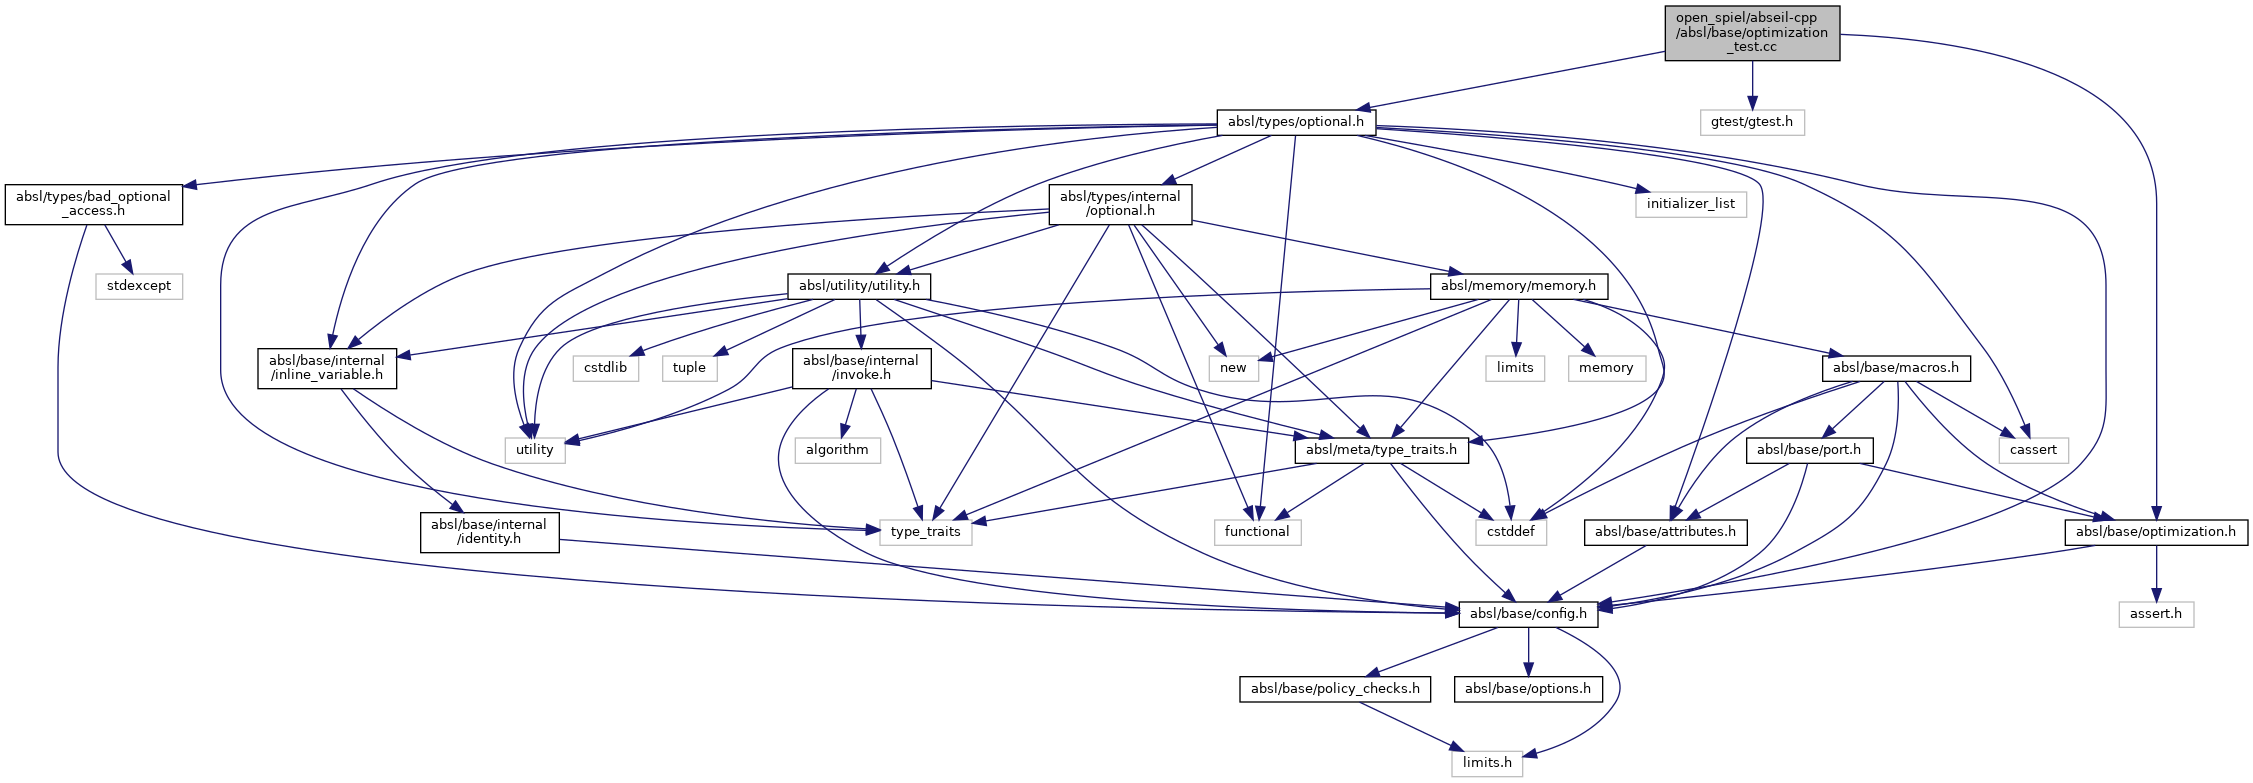 open_spiel/abseil-cpp
/absl/base/optimization
_test.cc
absl/types/optional.h
gtest/gtest.h
absl/types/bad_optional
_access.h
absl/types/internal
/optional.h
initializer_list
stdexcept
absl/utility/utility.h
absl/memory/memory.h
absl/base/internal
/inline_variable.h
cstdlib
tuple
absl/base/internal
/invoke.h
new
limits
memory
absl/base/macros.h
utility
algorithm
absl/meta/type_traits.h
absl/base/port.h
cassert
absl/base/internal
/identity.h
type_traits
functional
cstddef
absl/base/attributes.h
absl/base/optimization.h
absl/base/config.h
assert.h
absl/base/policy_checks.h
absl/base/options.h
limits.h